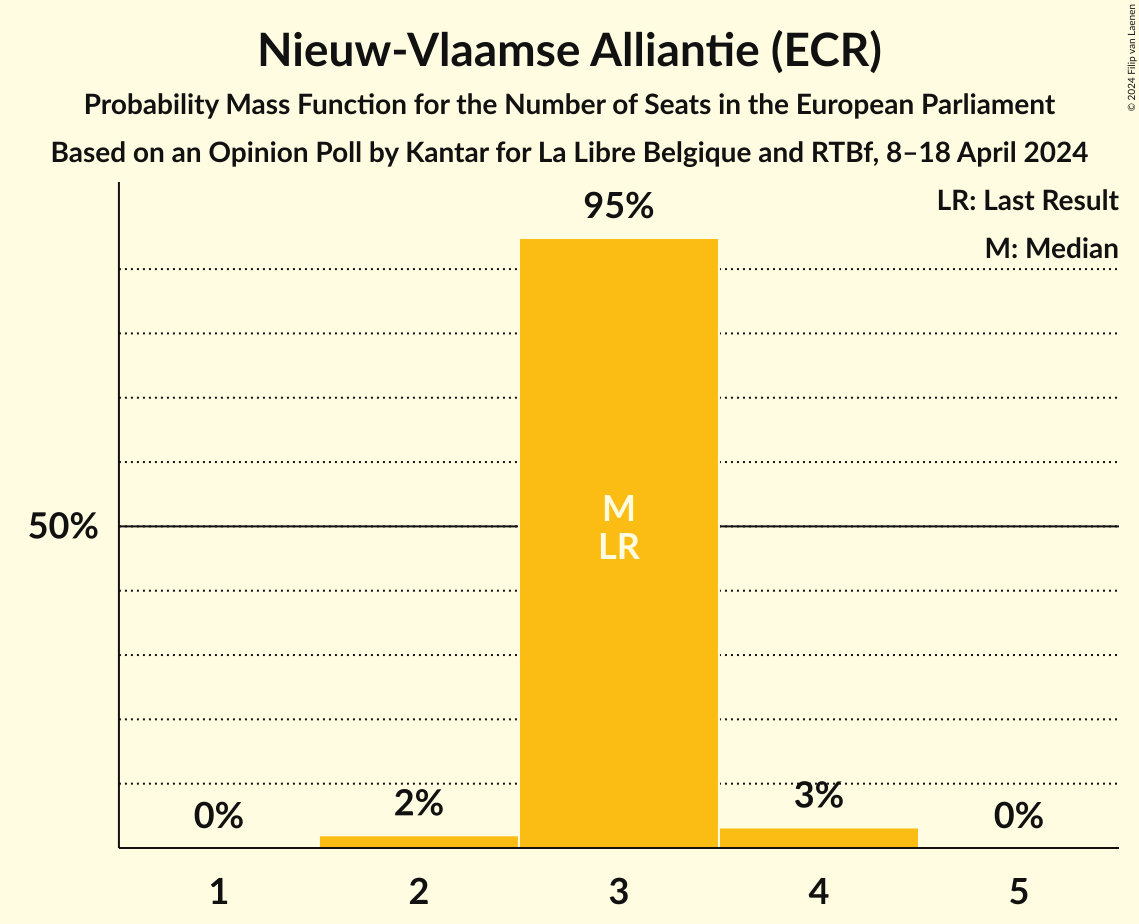 Nieuw-Vlaamse Alliantie (ECR)
Probability Mass Function for the Number of Seats in the European Parliament
Based on an Opinion Poll by Kantar for La Libre Belgique and RTBf, 8–18 April 2024
© 2024 Filip van Laenen
LR: Last Result
M: Median
95%
50%
M
LR
0%
2%
3%
0%
1
2
3
4
5